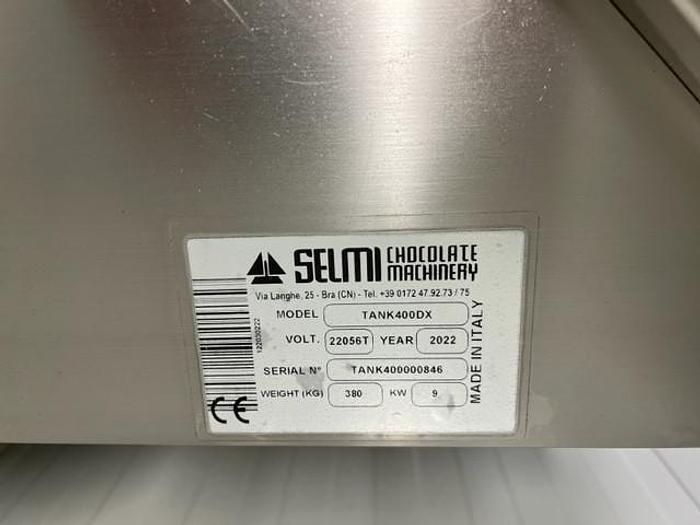 SELMI CHOCOLATE MACHINERY
Via Langhe, 25 - Bra (CN) - Tel. +39 0172 47.92.73 / 75
MODEL TANK400DX
VOLT. 22056T YEAR 2022
SERIAL N° TANK400000846
WEIGHT (KG) 380 KW 9
MADE IN ITALY
122030222
CE